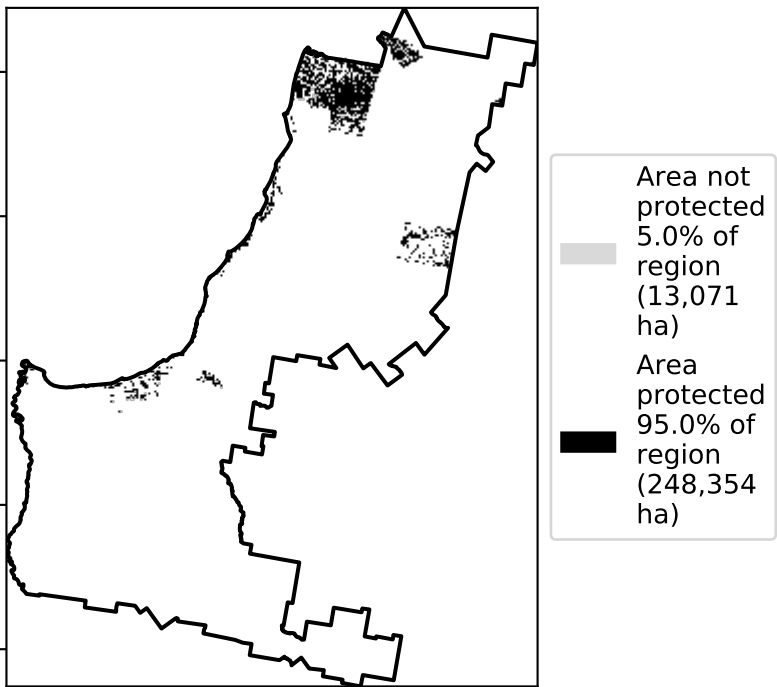 Area not
protected
5.0% of
region
(13,071
ha)
Area
protected
95.0% of
region
(248,354
ha)